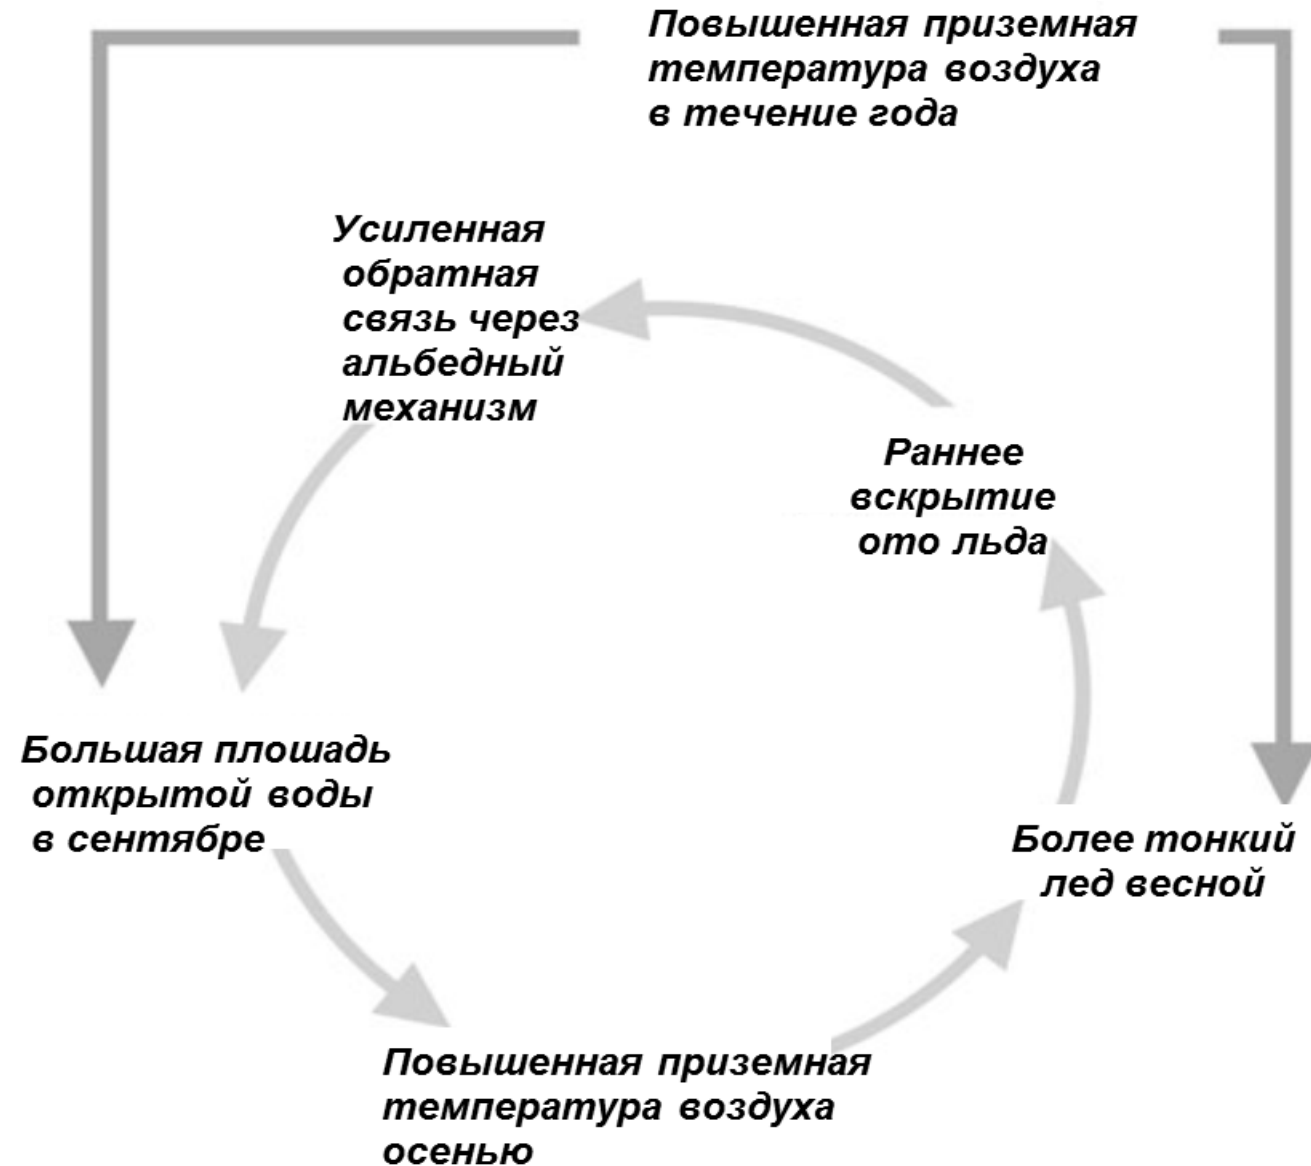 Повышенная приземная
температура воздуха
в течение года
Усиленная
обратная
связь через
альбедный
механизм
Раннее
вскрытие
ото льда
Большая плошадь
открытой воды
в сентябре
Более тонкий
лед весной
Повышенная приземная
температура воздуха
осенью